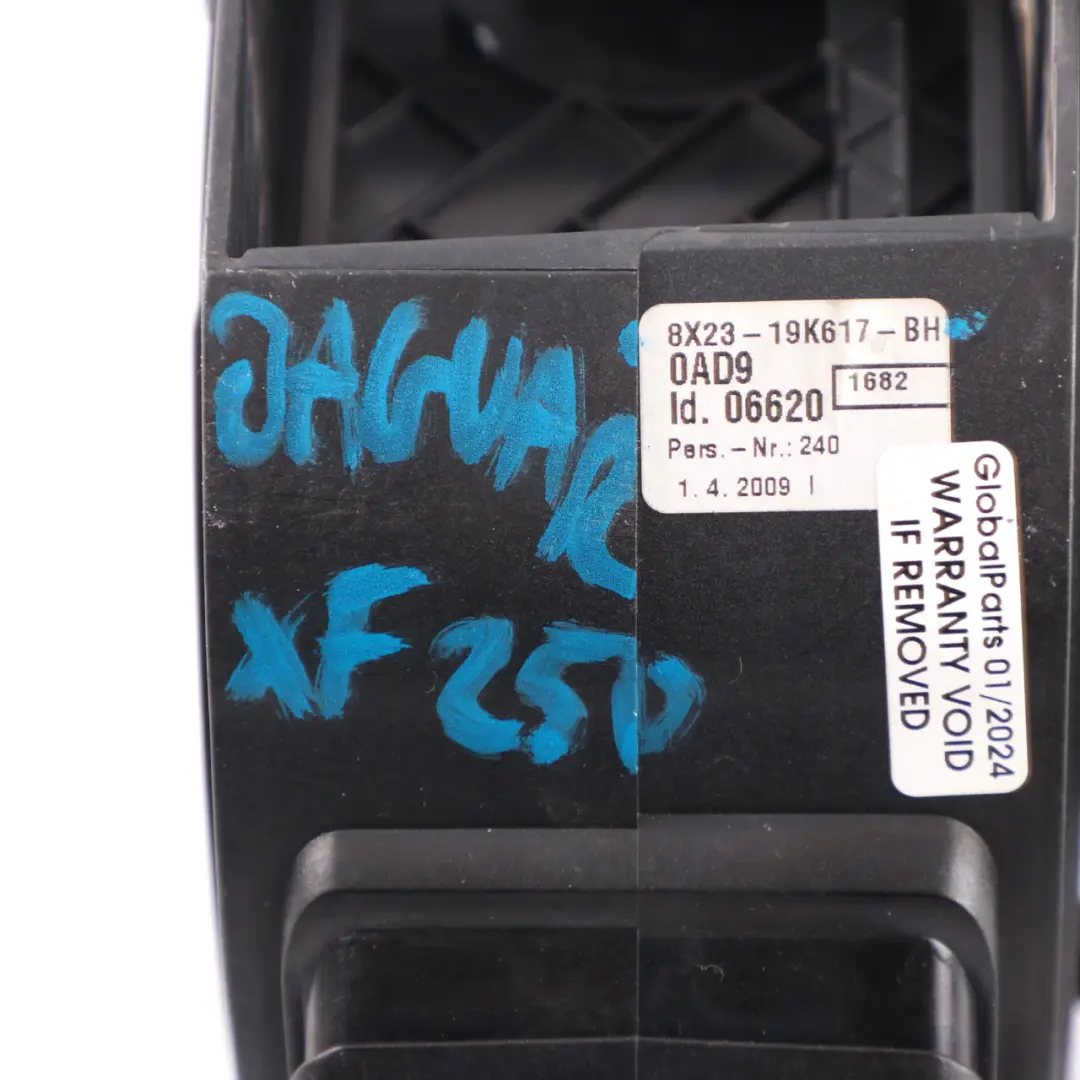 JAGUAR
XF 250
8X23-19K617-BH
0AD9
1682
Id. 06620
Pers.-Nr.: 240
1.4.2009 I
GlobalParts 01/2024
WARRANTY VOID
IF REMOVED